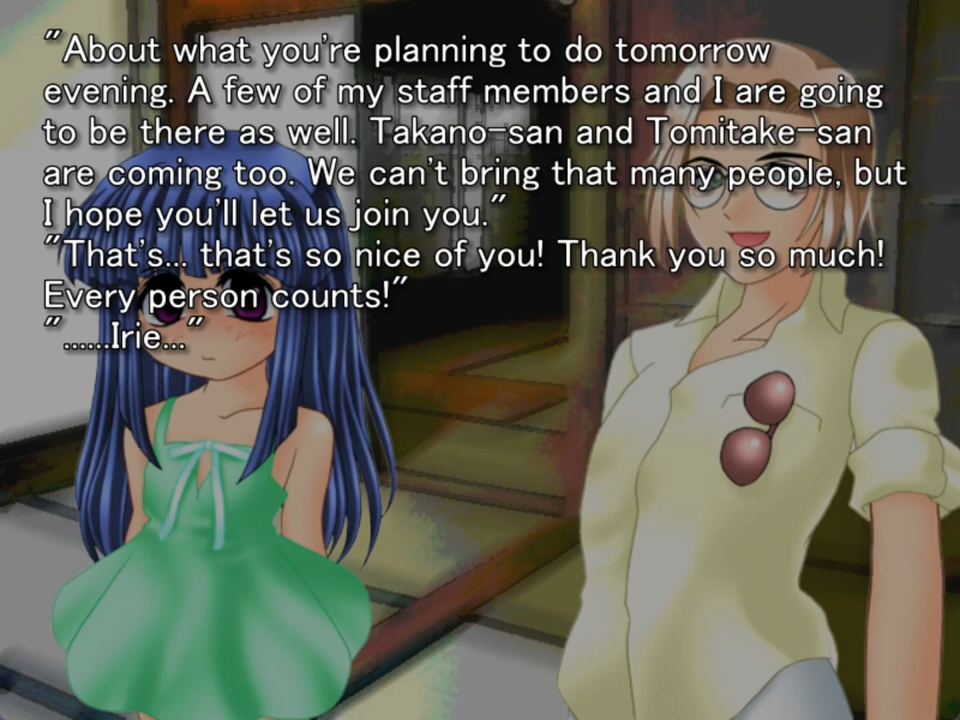 "About what you're planning to do tomorrow
evening. A few of my staff members and I are going
to be there as well. Takano-san and Tomitake-san
are coming too. We can't bring that many people, but
I hope you'll let us join you."
"That's... that's so nice of you! Thank you so much!
Every person counts!"
"......Irie..."